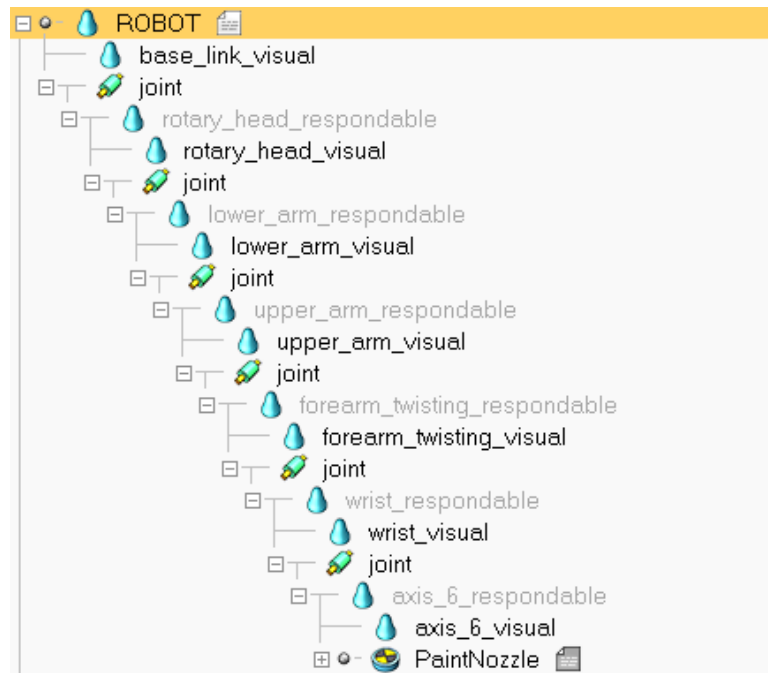 ROBOT
base_link_visual
joint
rotary_head_respondable
rotary_head_visual
joint
lower_arm_respondable
lower_arm_visual
joint
upper_arm_respondable
upper_arm_visual
joint
forearm_twisting_respondable
forearm_twisting_visual
joint
wrist_respondable
wrist_visual
joint
axis_6_respondable
axis_6_visual
PaintNozzle